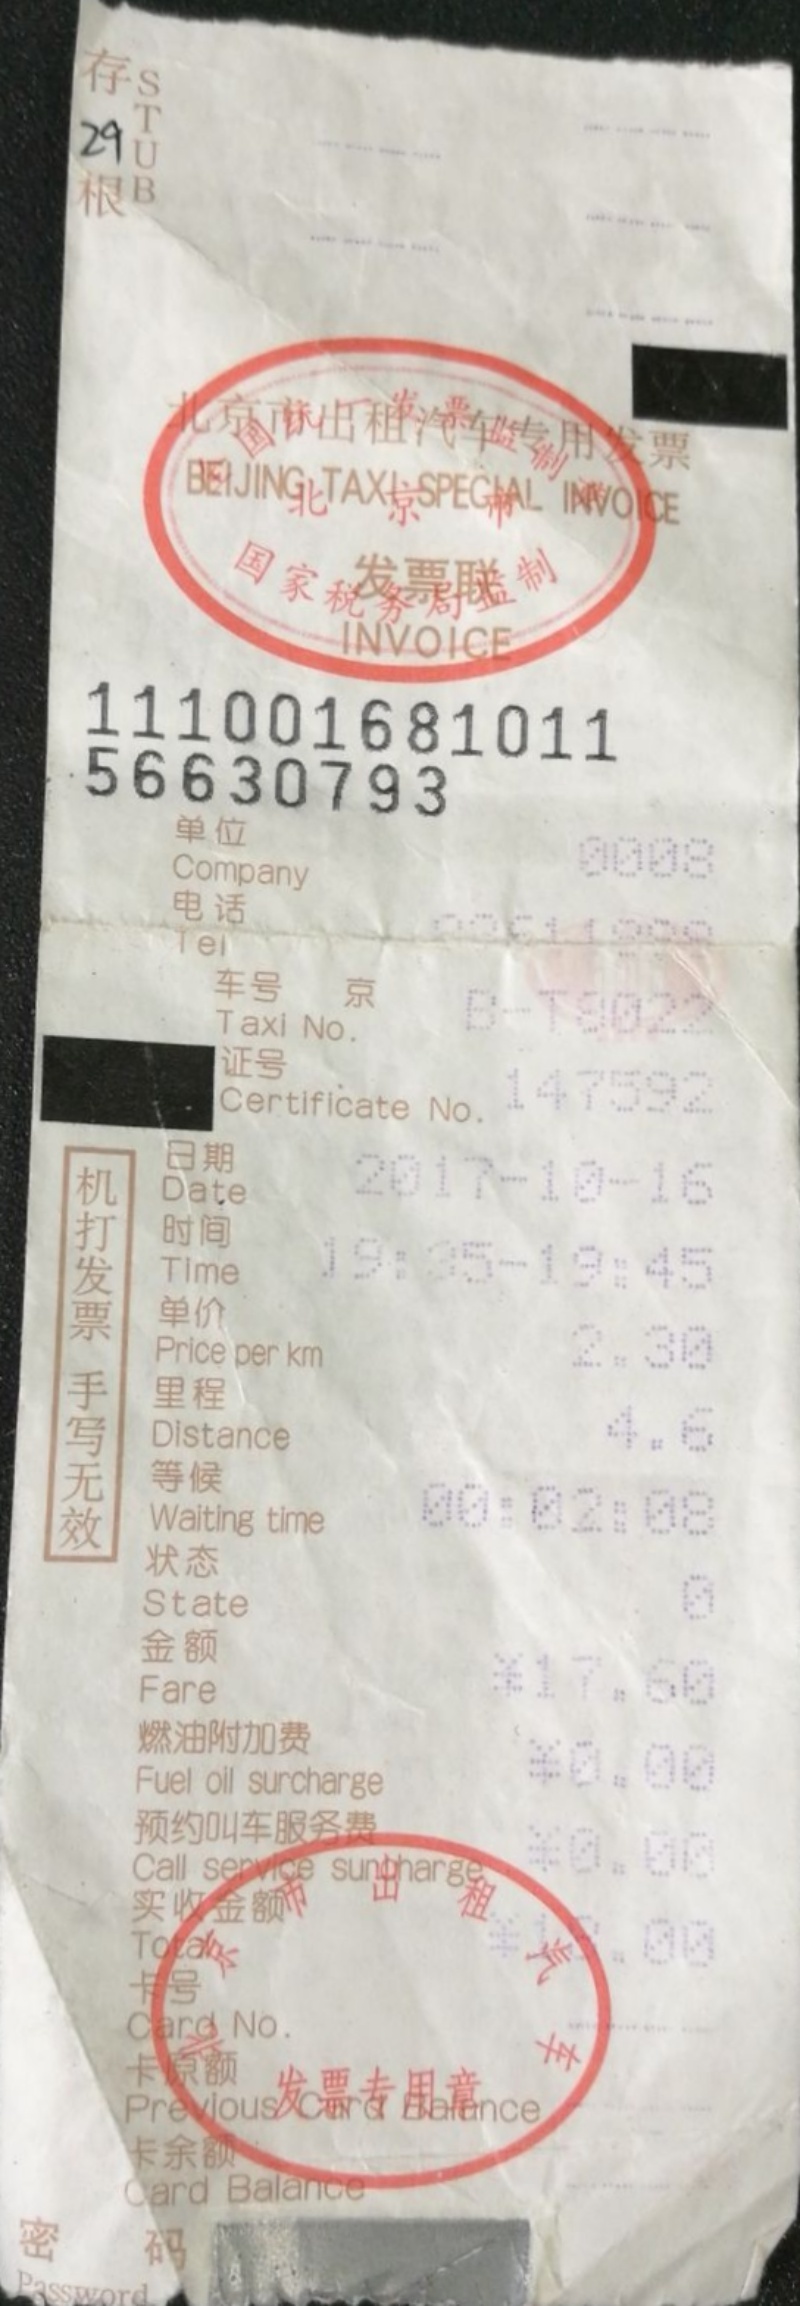 存根
STUB
29
北京市出租汽车专用发票
BEIJING TAXI SPECIAL INVOICE
全国统一发票监制章
北京市
国家税务局监制
发票联
INVOICE
111001681011
56630793
单位
Company 0008
电话
Tel
车号 京
Taxi No. B-T8022
证号
Certificate No. 147592
日期
Date 2017-10-16
时间
Time 19:35-19:45
单价
Price per km 2.30
里程
Distance 4.6
等候
Waiting time 00:02:08
状态
State 0
金额
Fare ¥17.60
燃油附加费
Fuel oil surcharge ¥0.00
预约叫车服务费
Call service surcharge ¥0.00
实收金额
Total ¥18.00
卡号
Card No.
卡原额
Previous Card Balance
卡余额
Card Balance
北京市出租汽车
发票专用章
机打发票 手写无效
密 码
Password